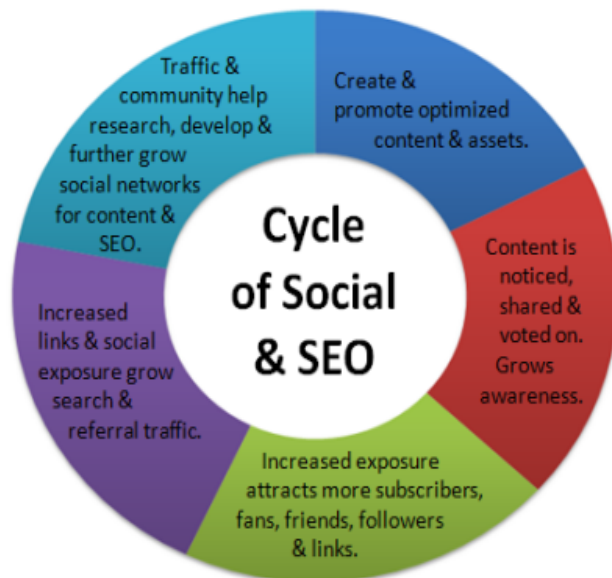 Cycle
of Social
& SEO
Create &
promote optimized
content & assets.
Content is
noticed,
shared &
voted on.
Grows
awareness.
Increased exposure
attracts more subscribers,
fans, friends, followers
& links.
Increased
links & social
exposure grow
search &
referral traffic.
Traffic &
community help
research, develop &
further grow
social networks
for content &
SEO.